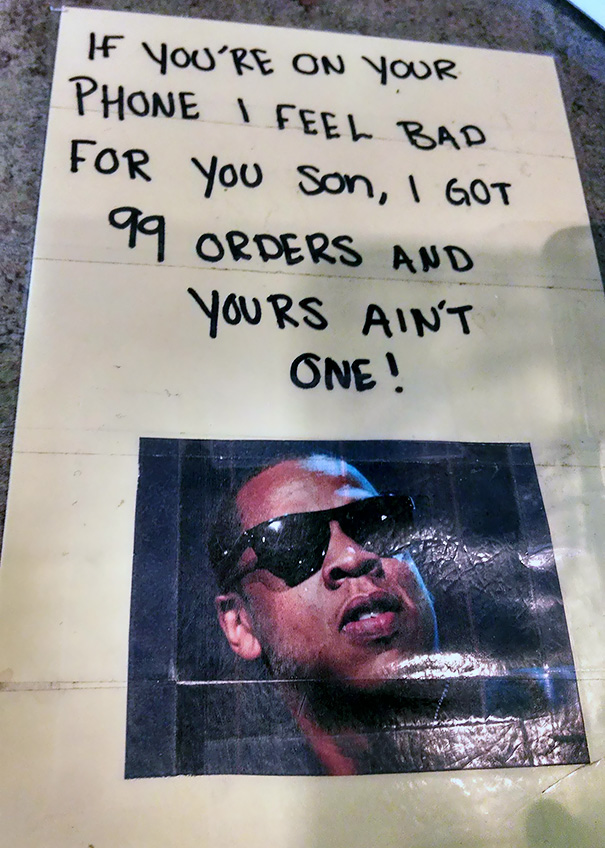 IF YOU'RE ON YOUR
PHONE I FEEL BAD
FOR YOU SON, I GOT
99 ORDERS AND
YOURS AIN'T
ONE!